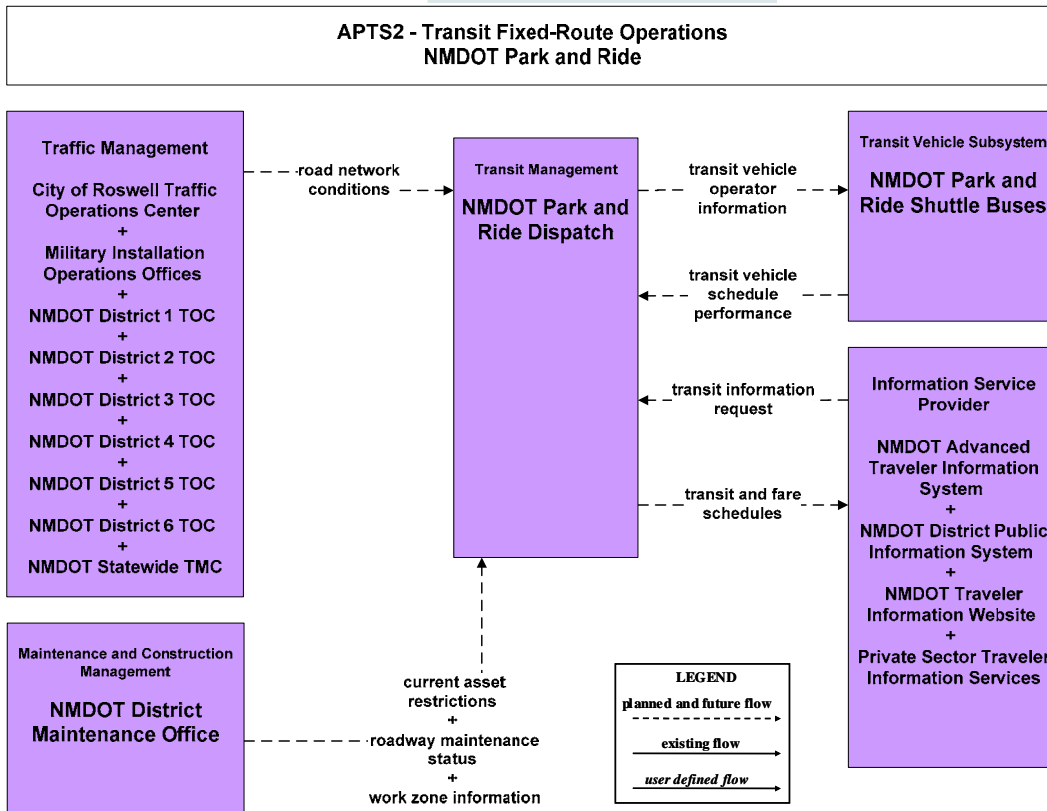 APTS2 - Transit Fixed-Route Operations
NMDOT Park and Ride
Traffic Management
City of Roswell Traffic
Operations Center
+
Military Installation
Operations Offices
+
NMDOT District 1 TOC
+
NMDOT District 2 TOC
+
NMDOT District 3 TOC
+
NMDOT District 4 TOC
+
NMDOT District 5 TOC
+
NMDOT District 6 TOC
+
NMDOT Statewide TMC
Maintenance and Construction
Management
NMDOT District
Maintenance Office
road network
conditions
Transit Management
NMDOT Park and
Ride Dispatch
current asset
restrictions
+
roadway maintenance
status
+
work zone information
transit vehicle
operator
information
transit vehicle
schedule
performance
transit information
request
transit and fare
schedules
Transit Vehicle Subsystem
NMDOT Park and
Ride Shuttle Buses
Information Service
Provider
NMDOT Advanced
Traveler Information
System
+
NMDOT District Public
Information System
+
NMDOT Traveler
Information Website
+
Private Sector Traveler
Information Services
LEGEND
planned and future flow
existing flow
user defined flow